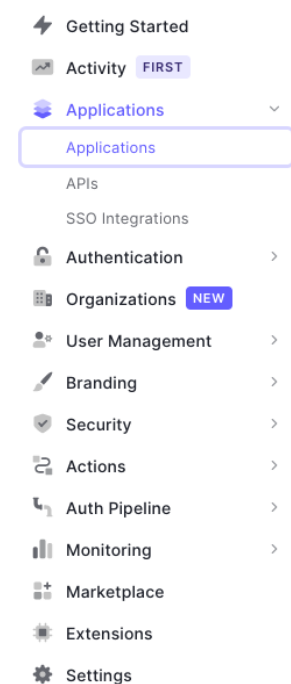 Getting Started
Activity FIRST
Applications
Applications
APIs
SSO Integrations
Authentication
Organizations NEW
User Management
Branding
Security
Actions
Auth Pipeline
Monitoring
Marketplace
Extensions
Settings